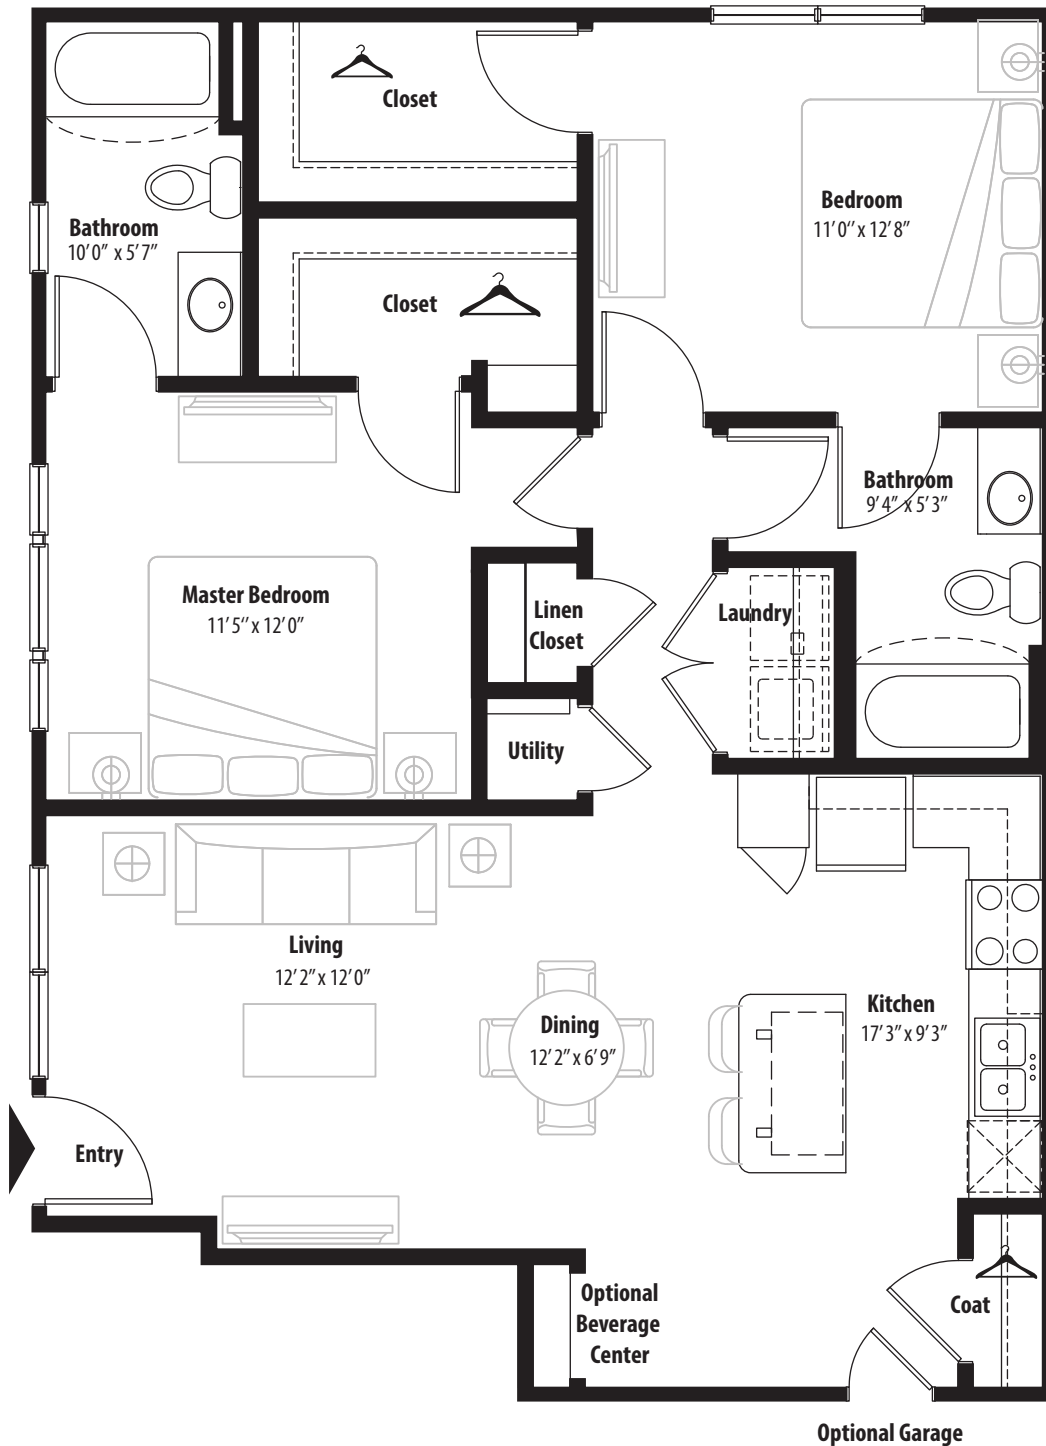 Closet
Bedroom
11’0’’ x 12’8”
Bathroom
10’0” x 5’7”
Closet
Bathroom
9’4” x 5’3”
Master Bedroom
11’5’’ x 12’0”
Linen
Closet
Laundry
Utility
Living
12’2” x 12’0”
Kitchen
17’3” x 9’3”
Dining
12’2” x 6’9”
Entry
Optional
Beverage
Center
Coat
Optional Garage